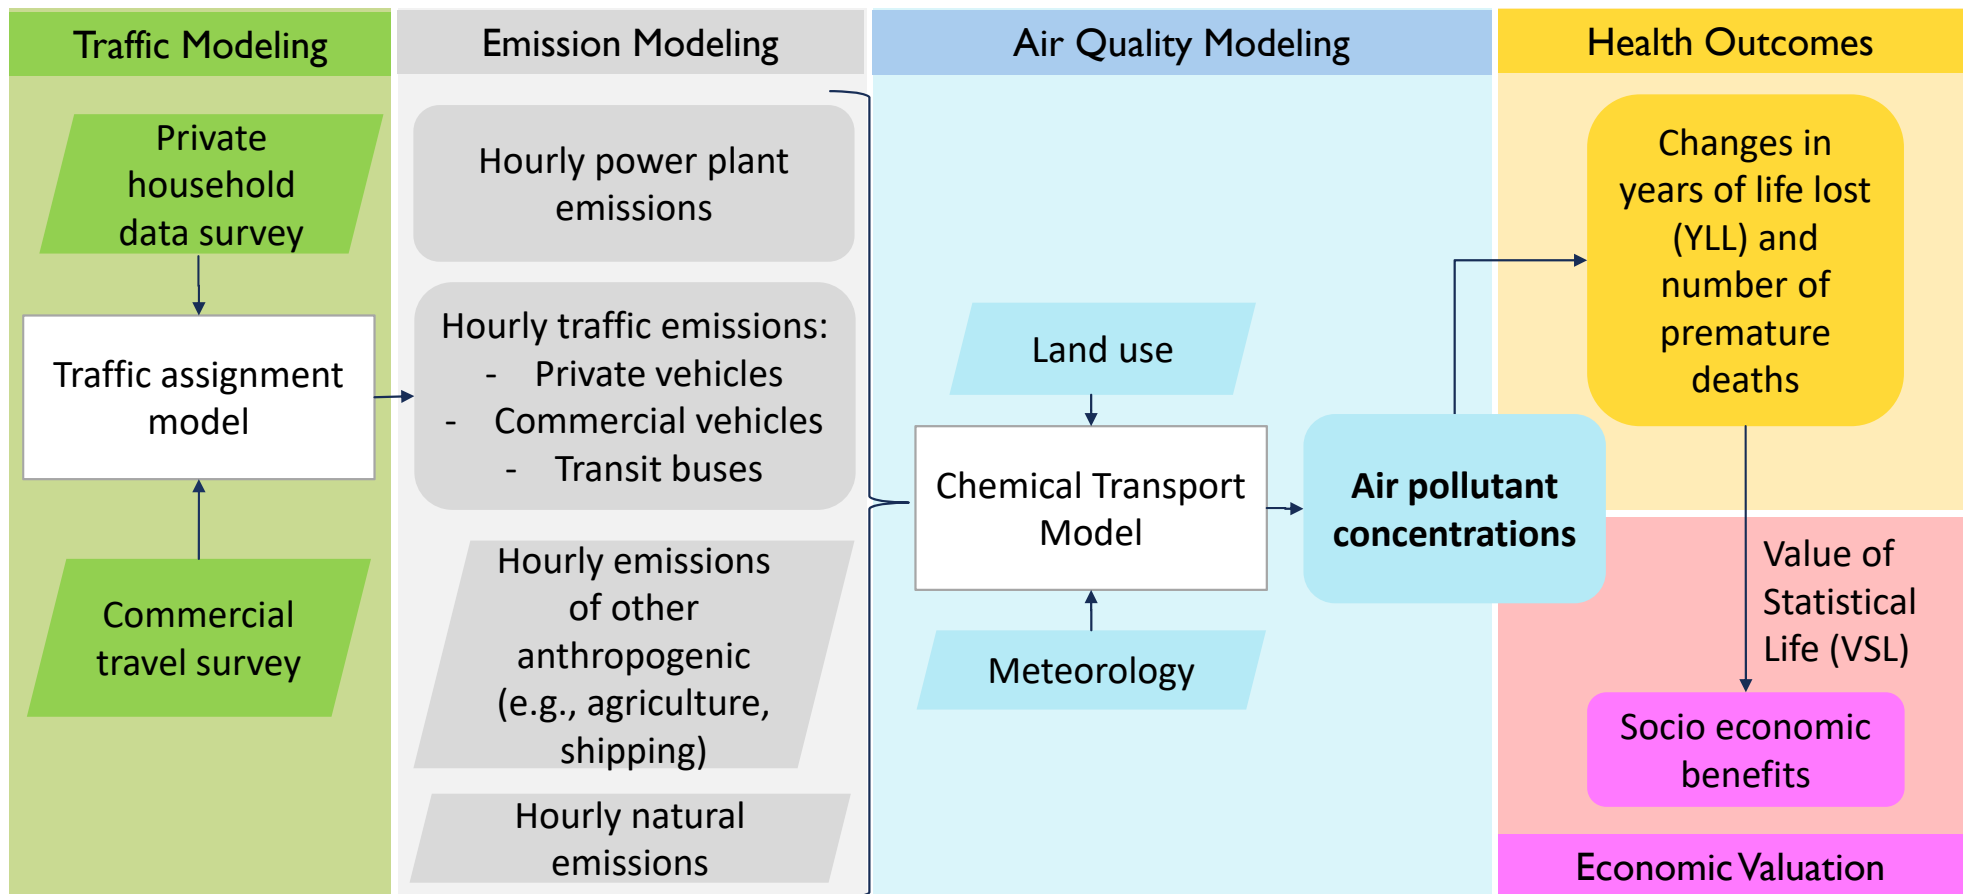 Traffic Modeling
Private
household
data survey
Traffic assignment
model
Commercial
travel survey
Emission Modeling
Hourly power plant
emissions
Hourly traffic emissions:
- Private vehicles
- Commercial vehicles
- Transit buses
Hourly emissions
of other
anthropogenic
(e.g., agriculture,
shipping)
Hourly natural
emissions
Air Quality Modeling
Land use
Chemical Transport
Model
Meteorology
Air pollutant
concentrations
Health Outcomes
Changes in
years of life lost
(YLL) and
number of
premature
deaths
Value of
Statistical
Life (VSL)
Socio economic
benefits
Economic Valuation